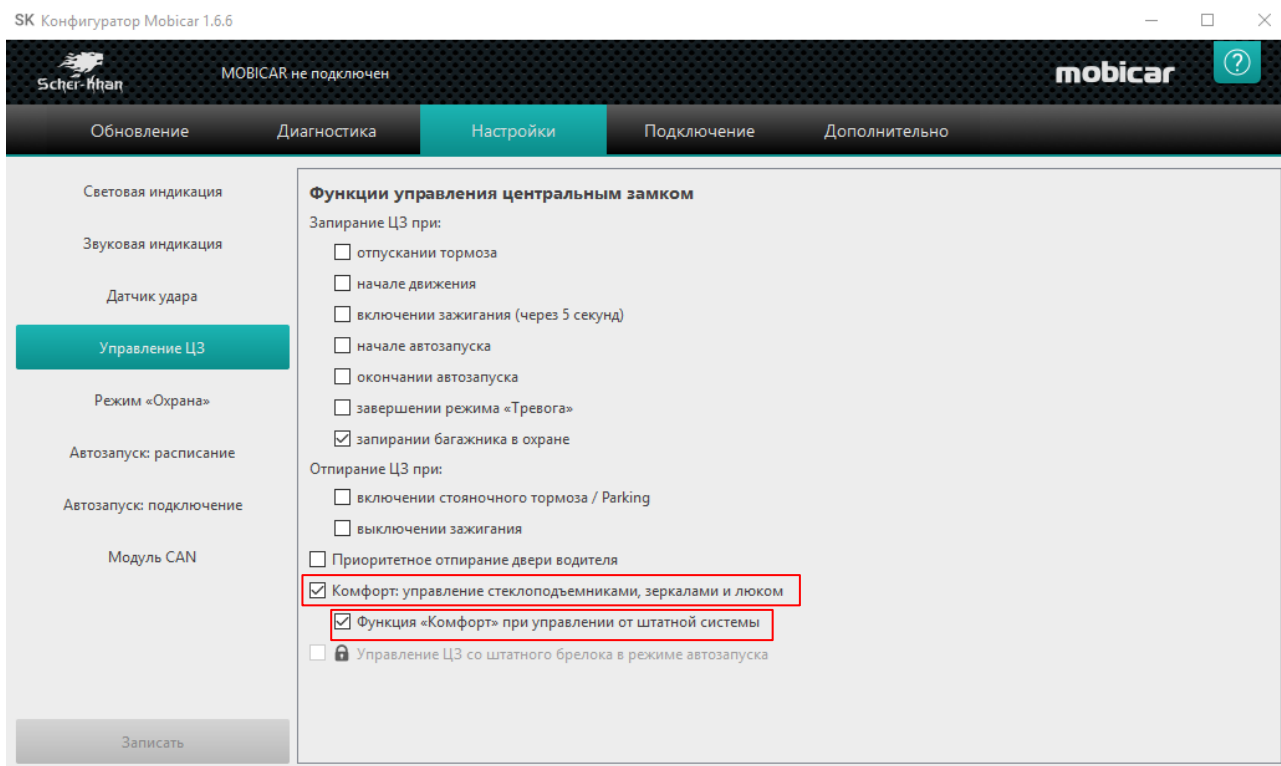 SK Конфигуратор Mobicar 1.6.6
Scher-Khan
MOBICAR не подключен
mobicar
?
Обновление
Диагностика
Настройки
Подключение
Дополнительно
Световая индикация
Звуковая индикация
Датчик удара
Управление ЦЗ
Режим «Охрана»
Автозапуск: расписание
Автозапуск: подключение
Модуль CAN
Записать
Функции управления центральным замком
Запирание ЦЗ при:
отпускании тормоза
начале движения
включении зажигания (через 5 секунд)
начале автозапуска
окончании автозапуска
завершении режима «Тревога»
запирании багажника в охране
Отпирание ЦЗ при:
включении стояночного тормоза / Parking
выключении зажигания
Приоритетное отпирание двери водителя
Комфорт: управление стеклоподъемниками, зеркалами и люком
Функция «Комфорт» при управлении от штатной системы
Управление ЦЗ со штатного брелока в режиме автозапуска